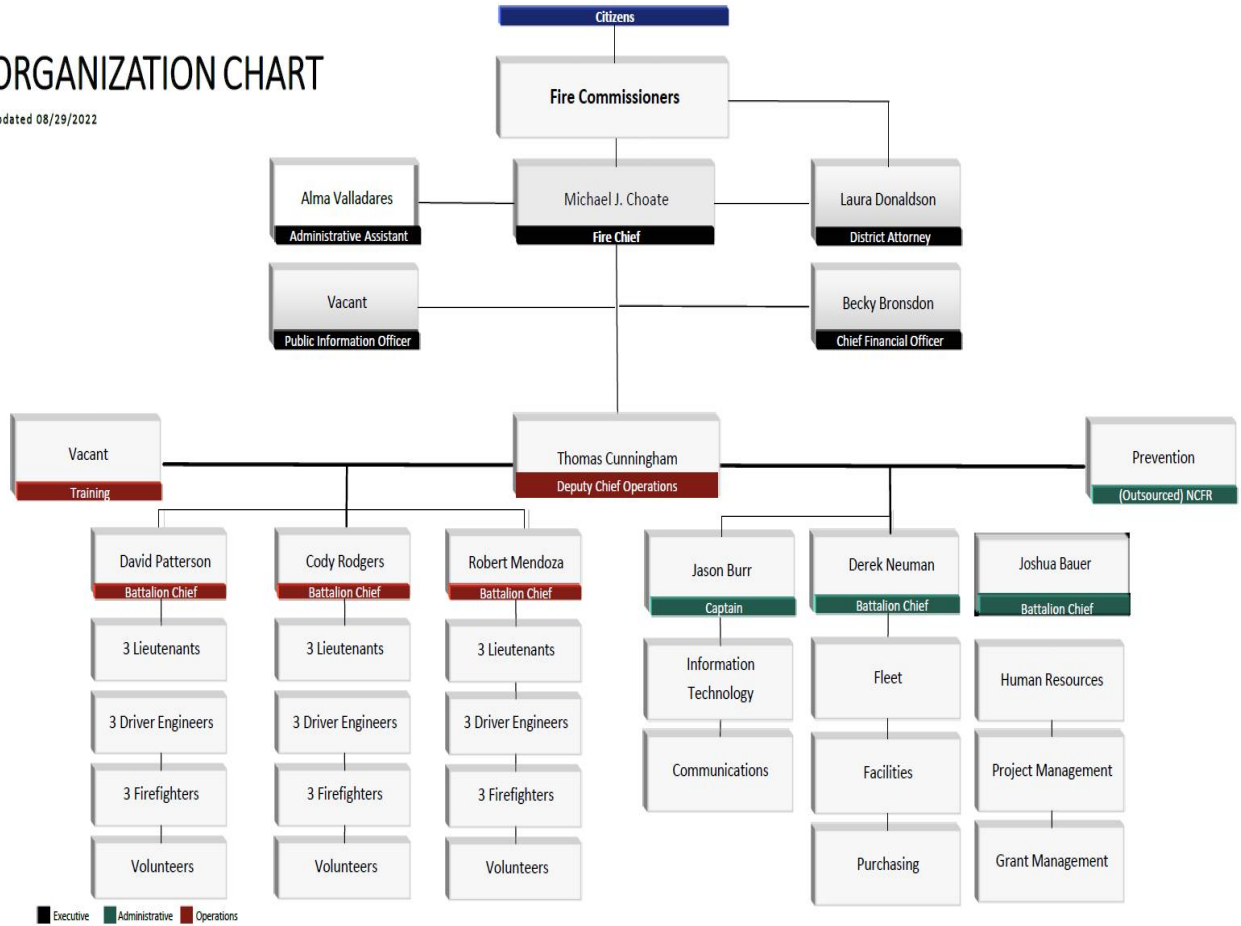 Citizens
ORGANIZATION CHART
pdated 08/29/2022
Fire Commissioners
Alma Valladares
Administrative Assistant
Michael J. Choate
Fire Chief
Laura Donaldson
District Attorney
Vacant
Public Information Officer
Becky Bronsdon
Chief Financial Officer
Vacant
Training
Thomas Cunningham
Deputy Chief Operations
Prevention
(Outsourced) NCFR
David Patterson
Battalion Chief
3 Lieutenants
3 Driver Engineers
3 Firefighters
Volunteers
Cody Rodgers
Battalion Chief
3 Lieutenants
3 Driver Engineers
3 Firefighters
Volunteers
Robert Mendoza
Battalion Chief
3 Lieutenants
3 Driver Engineers
3 Firefighters
Volunteers
Jason Burr
Captain
Information
Technology
Communications
Derek Neuman
Battalion Chief
Fleet
Facilities
Purchasing
Joshua Bauer
Battalion Chief
Human Resources
Project Management
Grant Management
Executive Administrative Operations